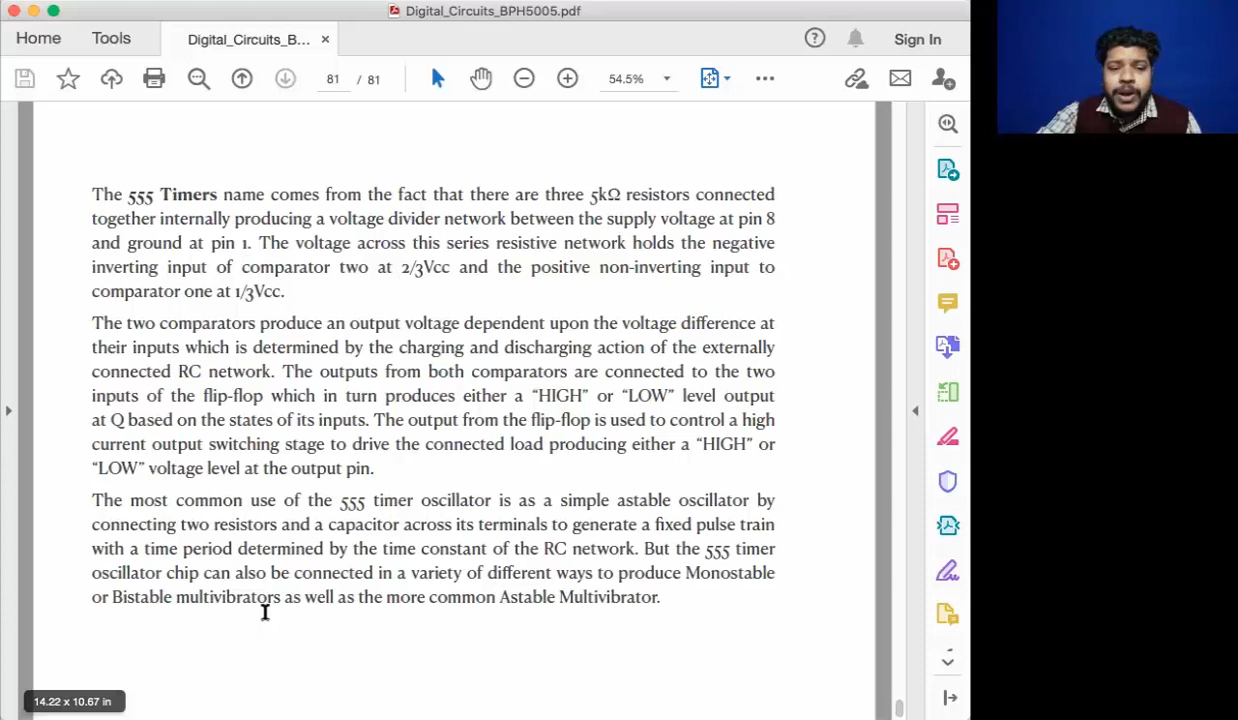 Digital_Circuits_BPH5005.pdf
Home
Tools
Digital_Circuits_B...
Sign In
81 / 81
54.5%
The 555 Timers name comes from the fact that there are three 5kΩ resistors connected
together internally producing a voltage divider network between the supply voltage at pin 8
and ground at pin 1. The voltage across this series resistive network holds the negative
inverting input of comparator two at 2/3Vcc and the positive non-inverting input to
comparator one at 1/3Vcc.
The two comparators produce an output voltage dependent upon the voltage difference at
their inputs which is determined by the charging and discharging action of the externally
connected RC network. The outputs from both comparators are connected to the two
inputs of the flip-flop which in turn produces either a “HIGH” or “LOW” level output
at Q based on the states of its inputs. The output from the flip-flop is used to control a high
current output switching stage to drive the connected load producing either a “HIGH” or
“LOW” voltage level at the output pin.
The most common use of the 555 timer oscillator is as a simple astable oscillator by
connecting two resistors and a capacitor across its terminals to generate a fixed pulse train
with a time period determined by the time constant of the RC network. But the 555 timer
oscillator chip can also be connected in a variety of different ways to produce Monostable
or Bistable multivibrators as well as the more common Astable Multivibrator.
14.22 x 10.67 in